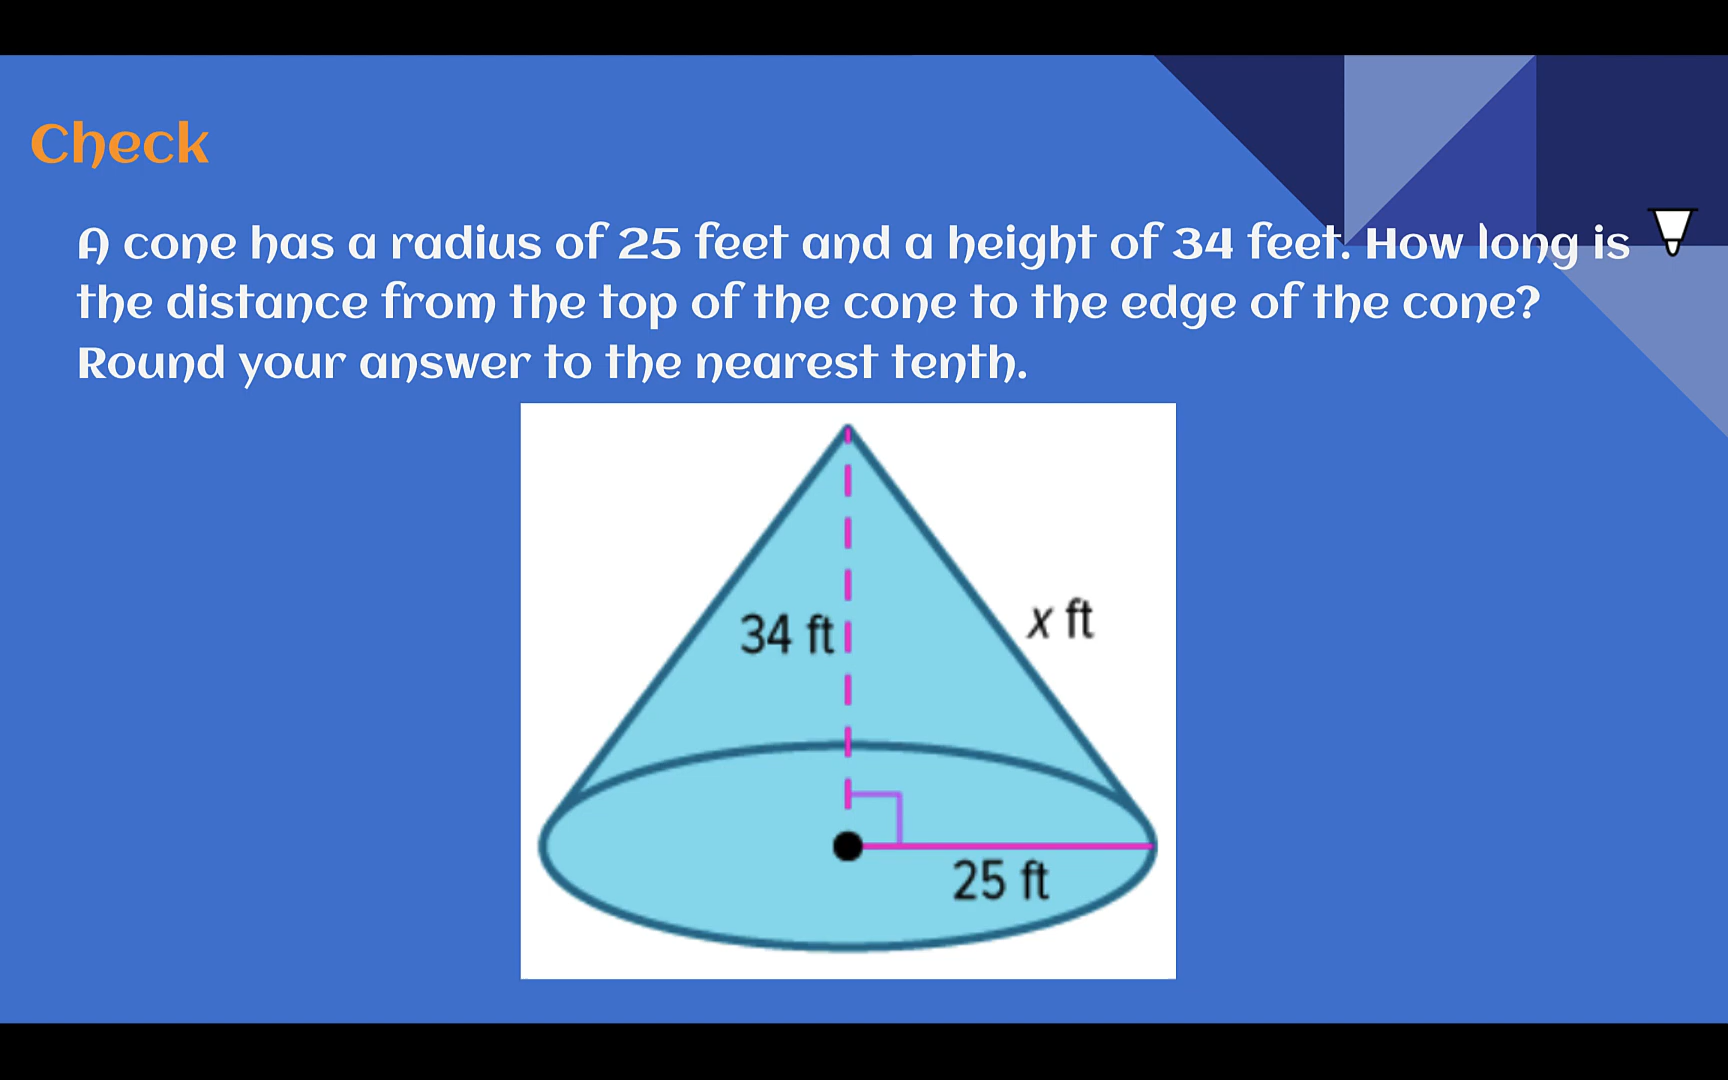 Check
A cone has a radius of 25 feet and a height of 34 feet. How long is
the distance from the top of the cone to the edge of the cone?
Round your answer to the nearest tenth.
34 ft
x ft
25 ft